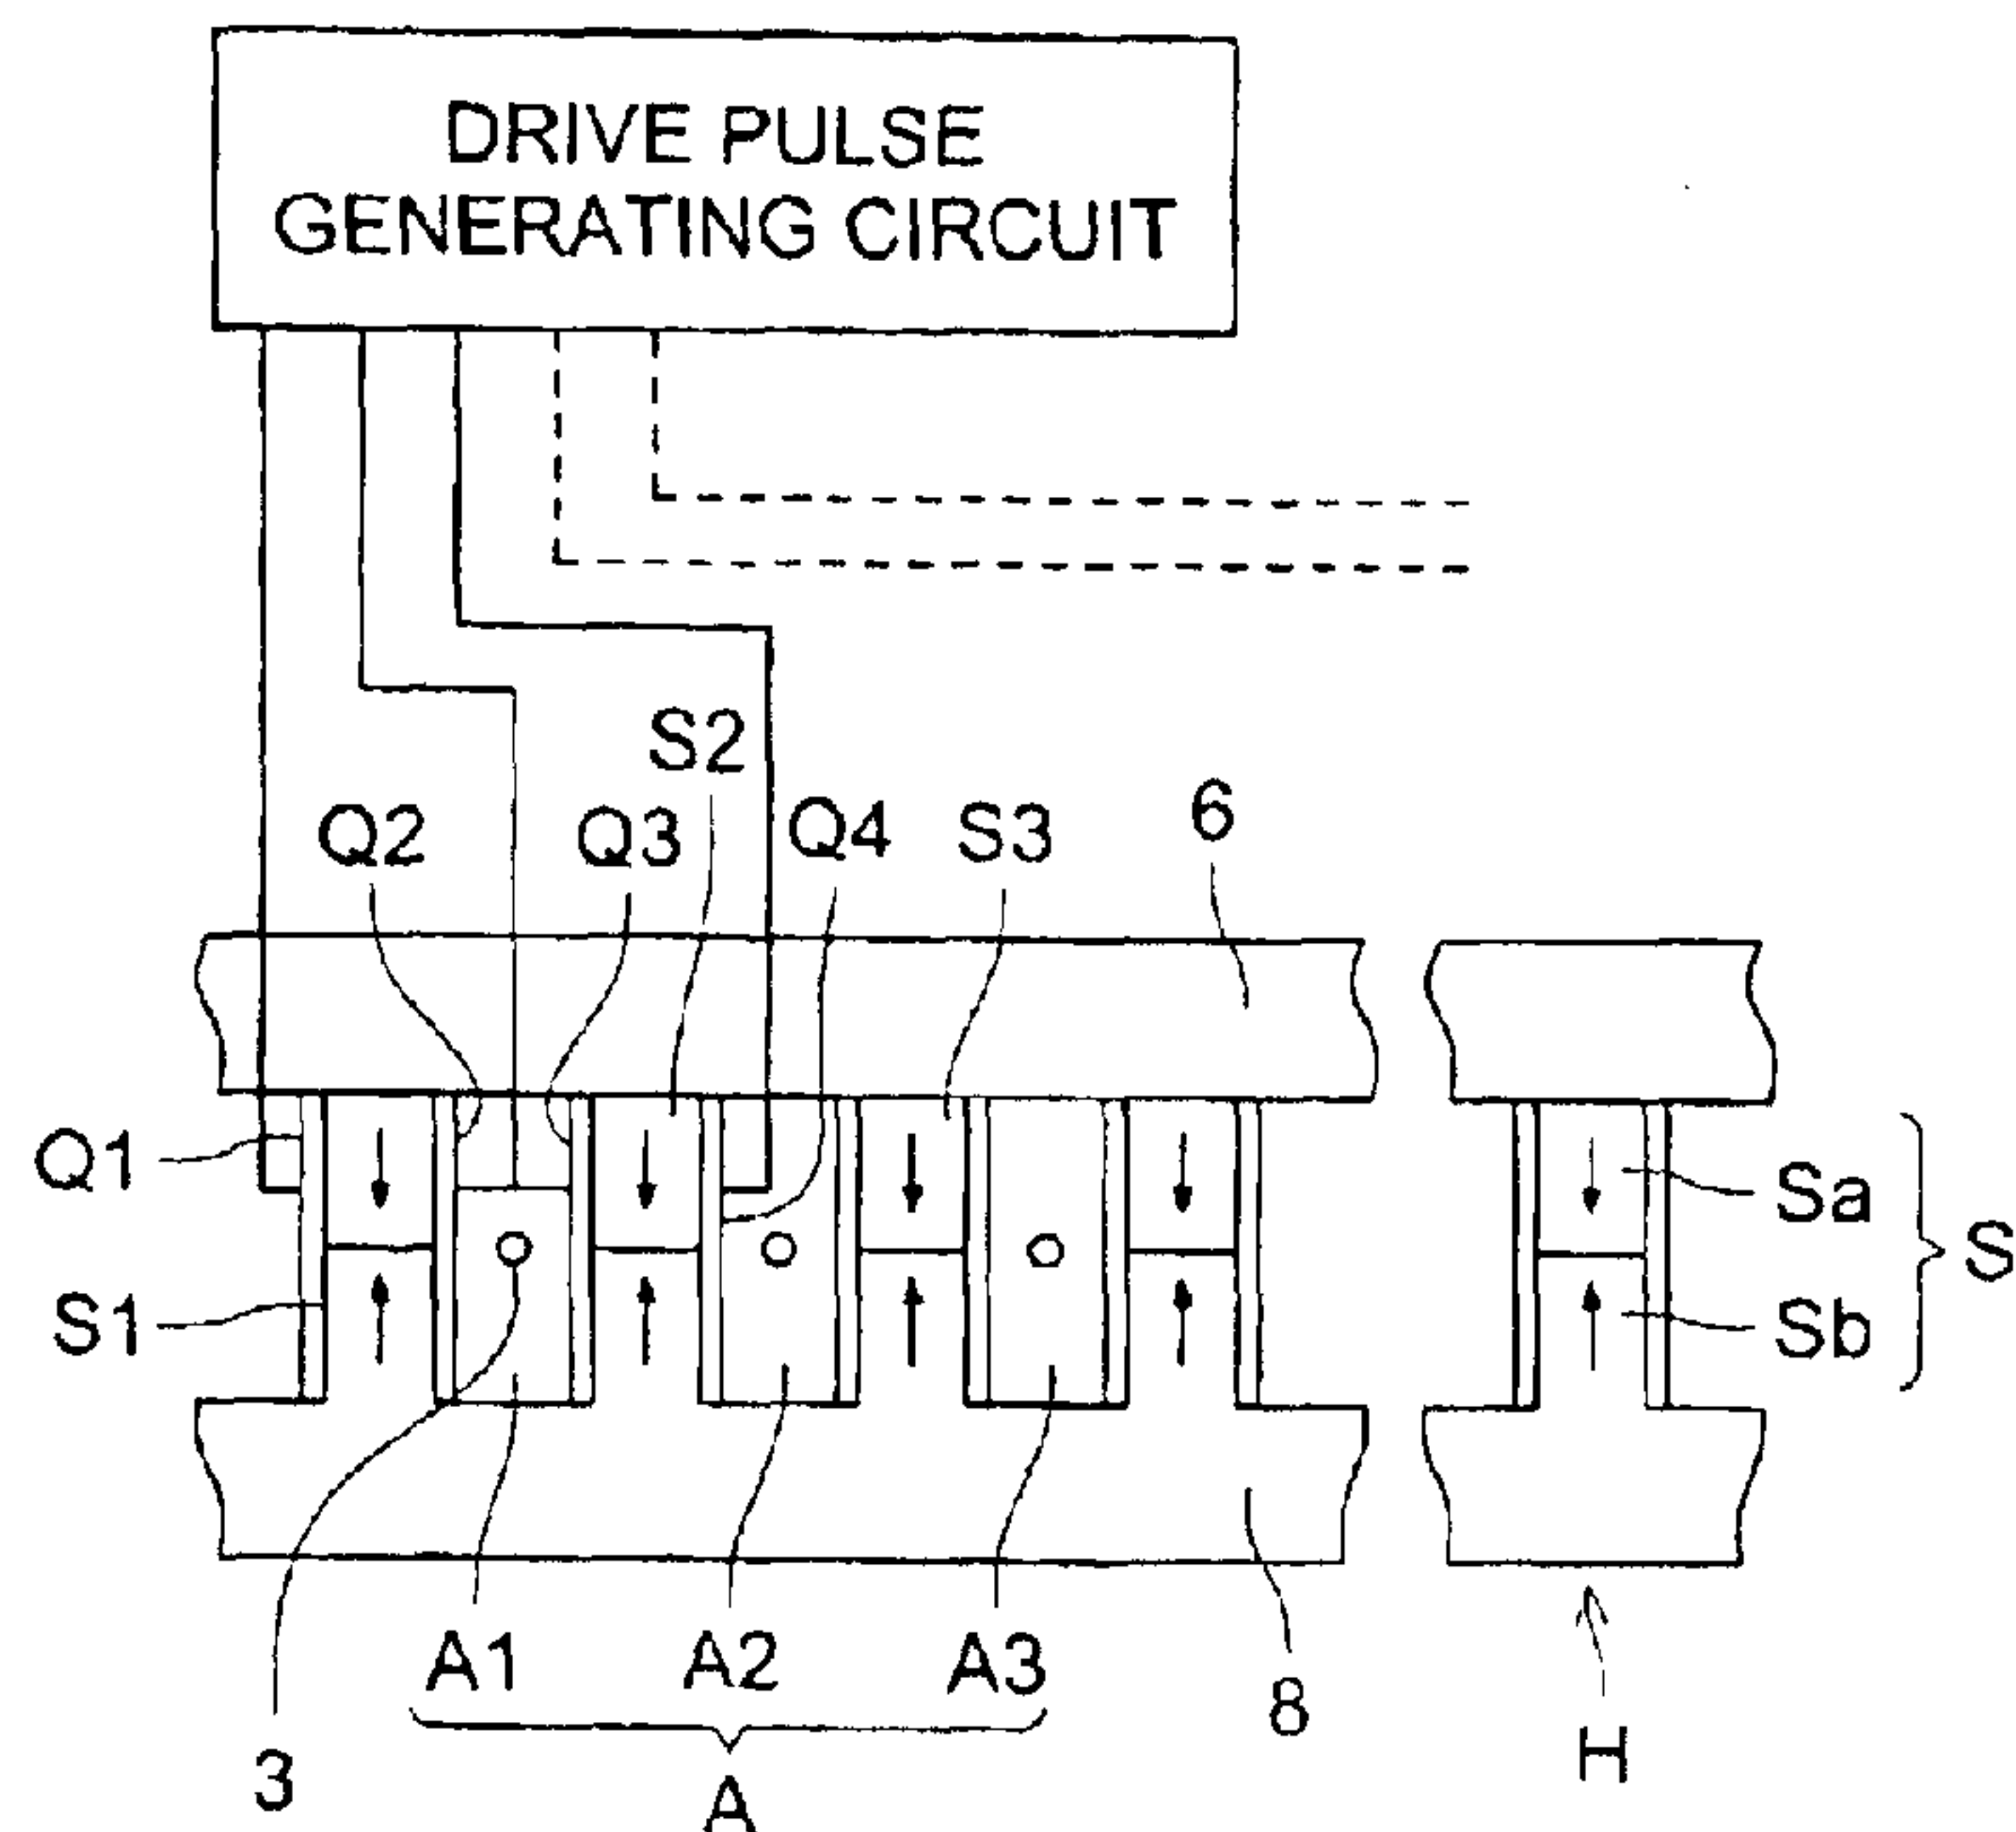 DRIVE PULSE
GENERATING CIRCUIT
S2
Q2
Q3
Q4
S3
6
Q1
Sa
S
S1
Sb
A1
A2
A3
8
H
3
A